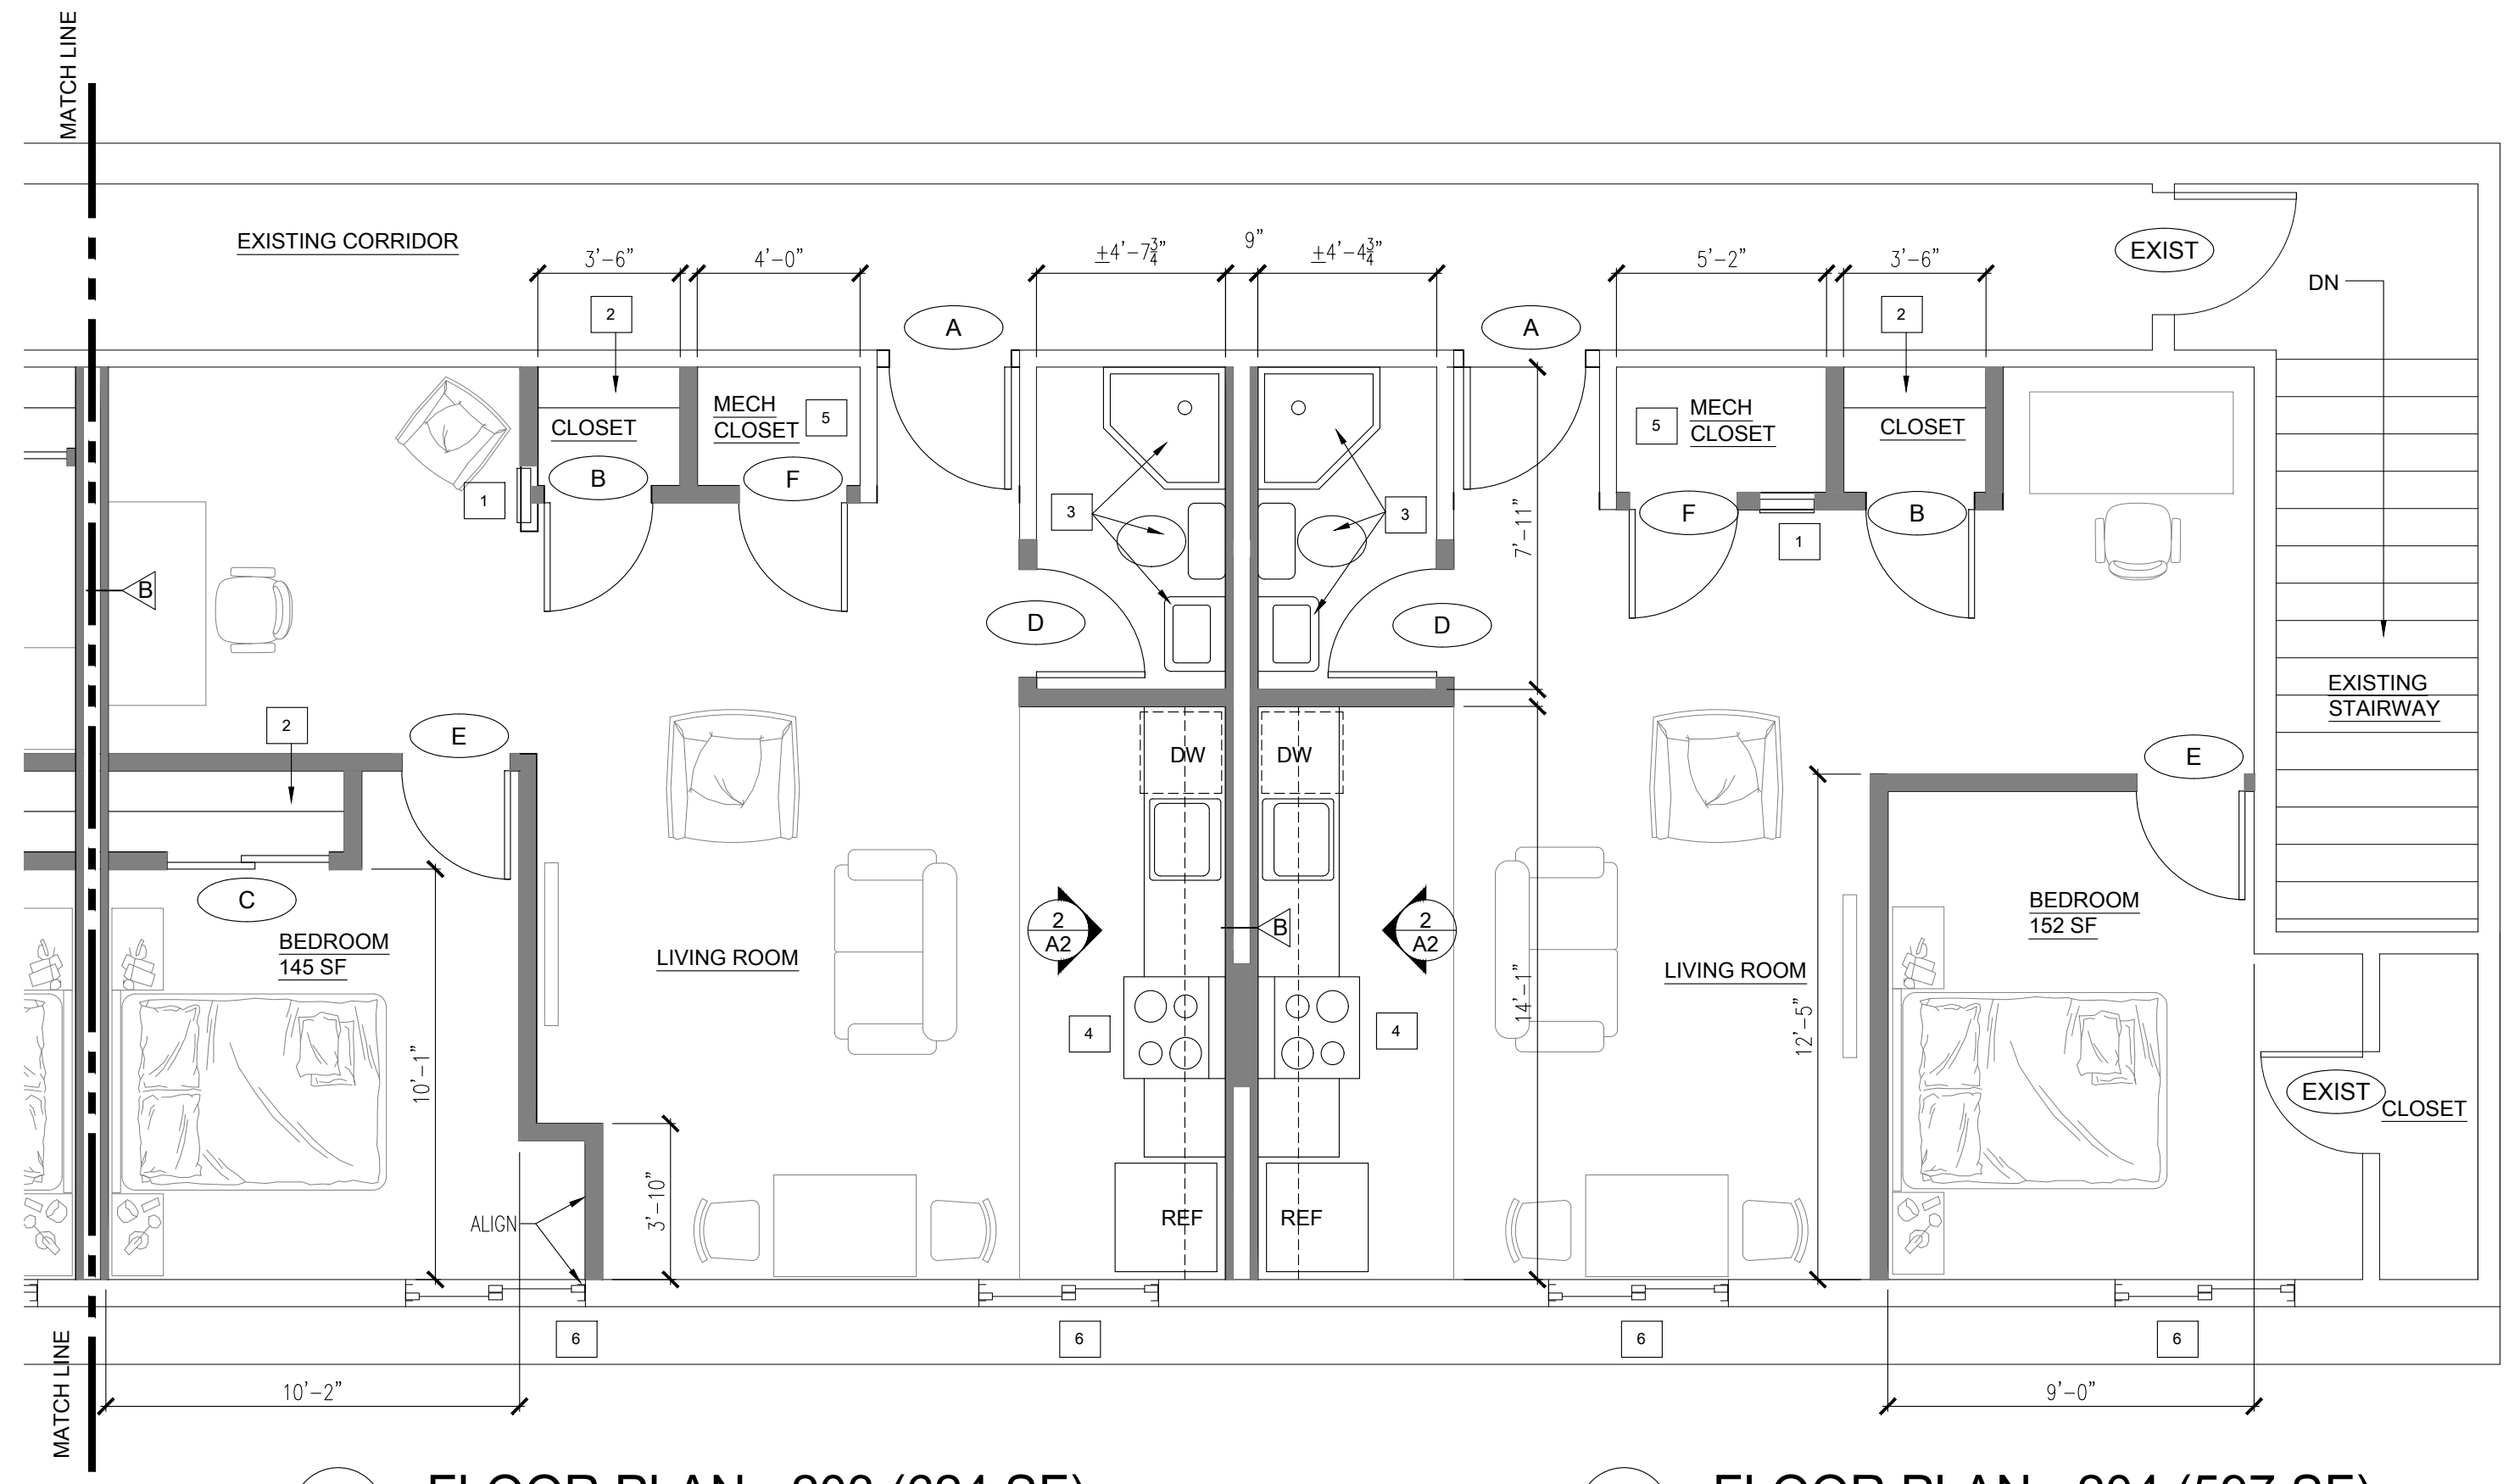 MATCH LINE
EXISTING CORRIDOR
3'-6"
4'-0"
±4'-7 3/4"
9"
±4'-4 3/4"
5'-2"
3'-6"
EXIST
DN
2
A
A
2
MECH
CLOSET
5
CLOSET
5
MECH
CLOSET
CLOSET
B
F
1
3
3
F
B
1
7'-11"
B
D
D
EXISTING
STAIRWAY
2
E
DW
DW
E
C
BEDROOM
145 SF
LIVING ROOM
2
A2
B
2
A2
LIVING ROOM
BEDROOM
152 SF
14'-1"
4
4
12'-5"
10'-1"
EXIST
CLOSET
ALIGN
3'-10"
REF
REF
6
6
6
6
MATCH LINE
10'-2"
9'-0"